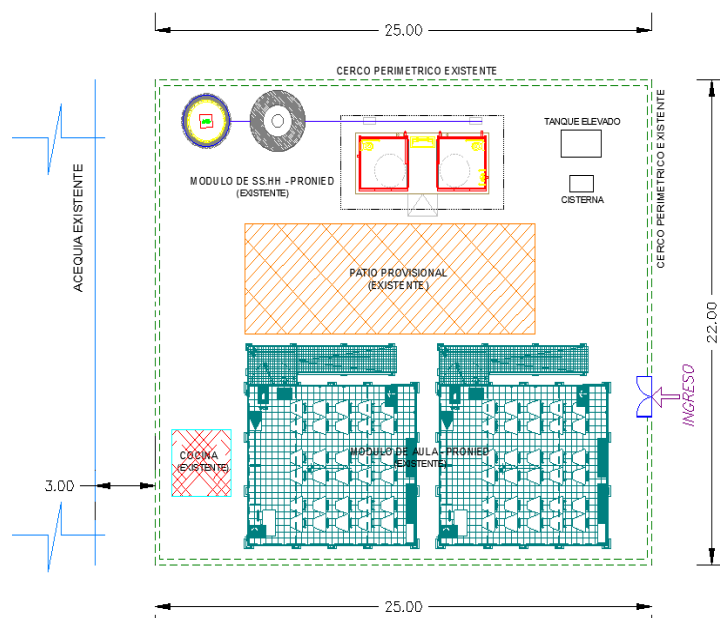 25.00
CERCO PERIMETRICO EXISTENTE
TANQUE ELEVADO
MODULO DE SS.HH - PRONIED
(EXISTENTE)
CISTERNA
CERCO PERIMETRICO EXISTENTE
ACEQUIA EXISTENTE
PATIO PROVISIONAL
(EXISTENTE)
22.00
INGRESO
COCINA
(EXISTENTE)
MODULO DE AULA - PRONIED
(EXISTENTE)
3.00
25.00